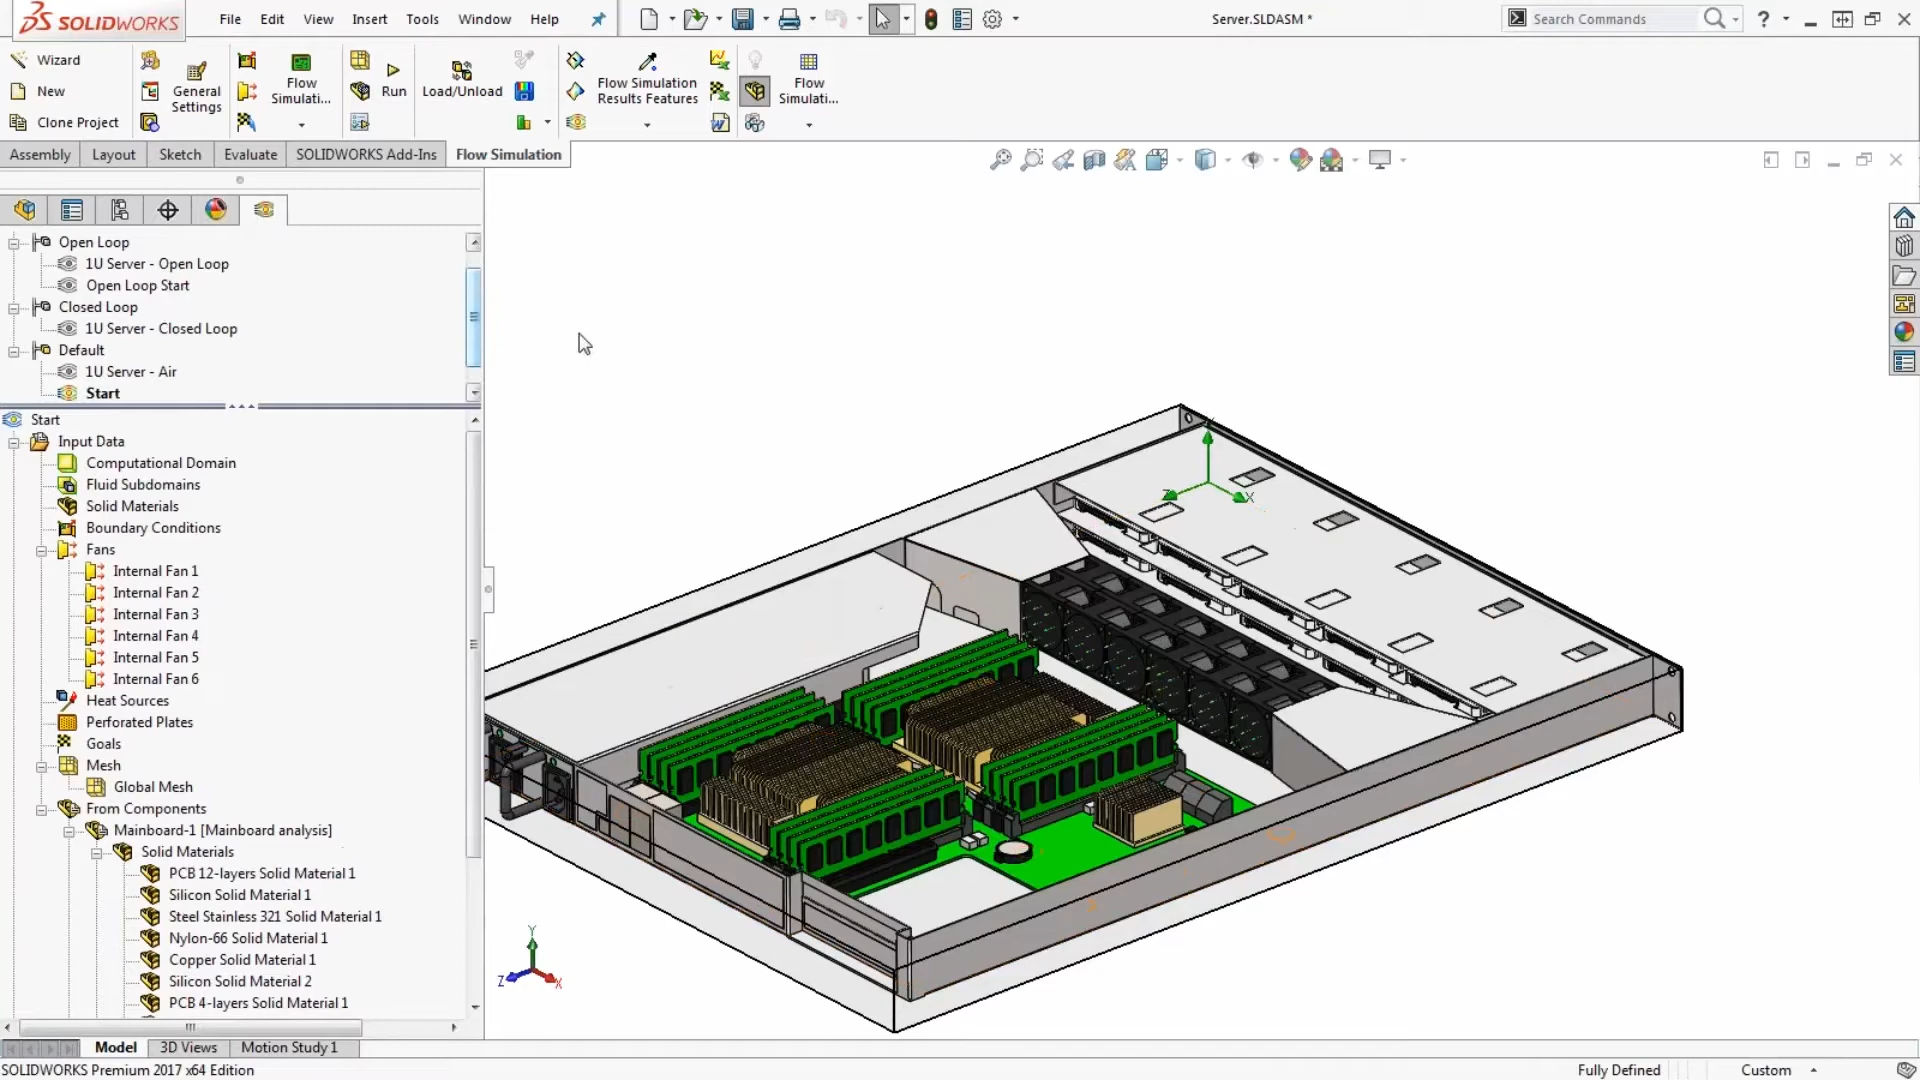 SOLIDWORKS
File Edit View Insert Tools Window Help
Server.SLDASM *
Search Commands
?
Wizard
New
Clone Project
General Settings
Flow Simulati...
Run
Load/Unload
Flow Simulation Results Features
Flow Simulati...
Assembly Layout Sketch Evaluate SOLIDWORKS Add-Ins Flow Simulation
Open Loop
1U Server - Open Loop
Open Loop Start
Closed Loop
1U Server - Closed Loop
Default
1U Server - Air
Start
Start
Input Data
Computational Domain
Fluid Subdomains
Solid Materials
Boundary Conditions
Fans
Internal Fan 1
Internal Fan 2
Internal Fan 3
Internal Fan 4
Internal Fan 5
Internal Fan 6
Heat Sources
Perforated Plates
Goals
Mesh
Global Mesh
From Components
Mainboard-1 [Mainboard analysis]
Solid Materials
PCB 12-layers Solid Material 1
Silicon Solid Material 1
Steel Stainless 321 Solid Material 1
Nylon-66 Solid Material 1
Copper Solid Material 1
Silicon Solid Material 2
PCB 4-layers Solid Material 1
Z X
Y
Z X
Model 3D Views Motion Study 1
SOLIDWORKS Premium 2017 x64 Edition
Fully Defined Custom